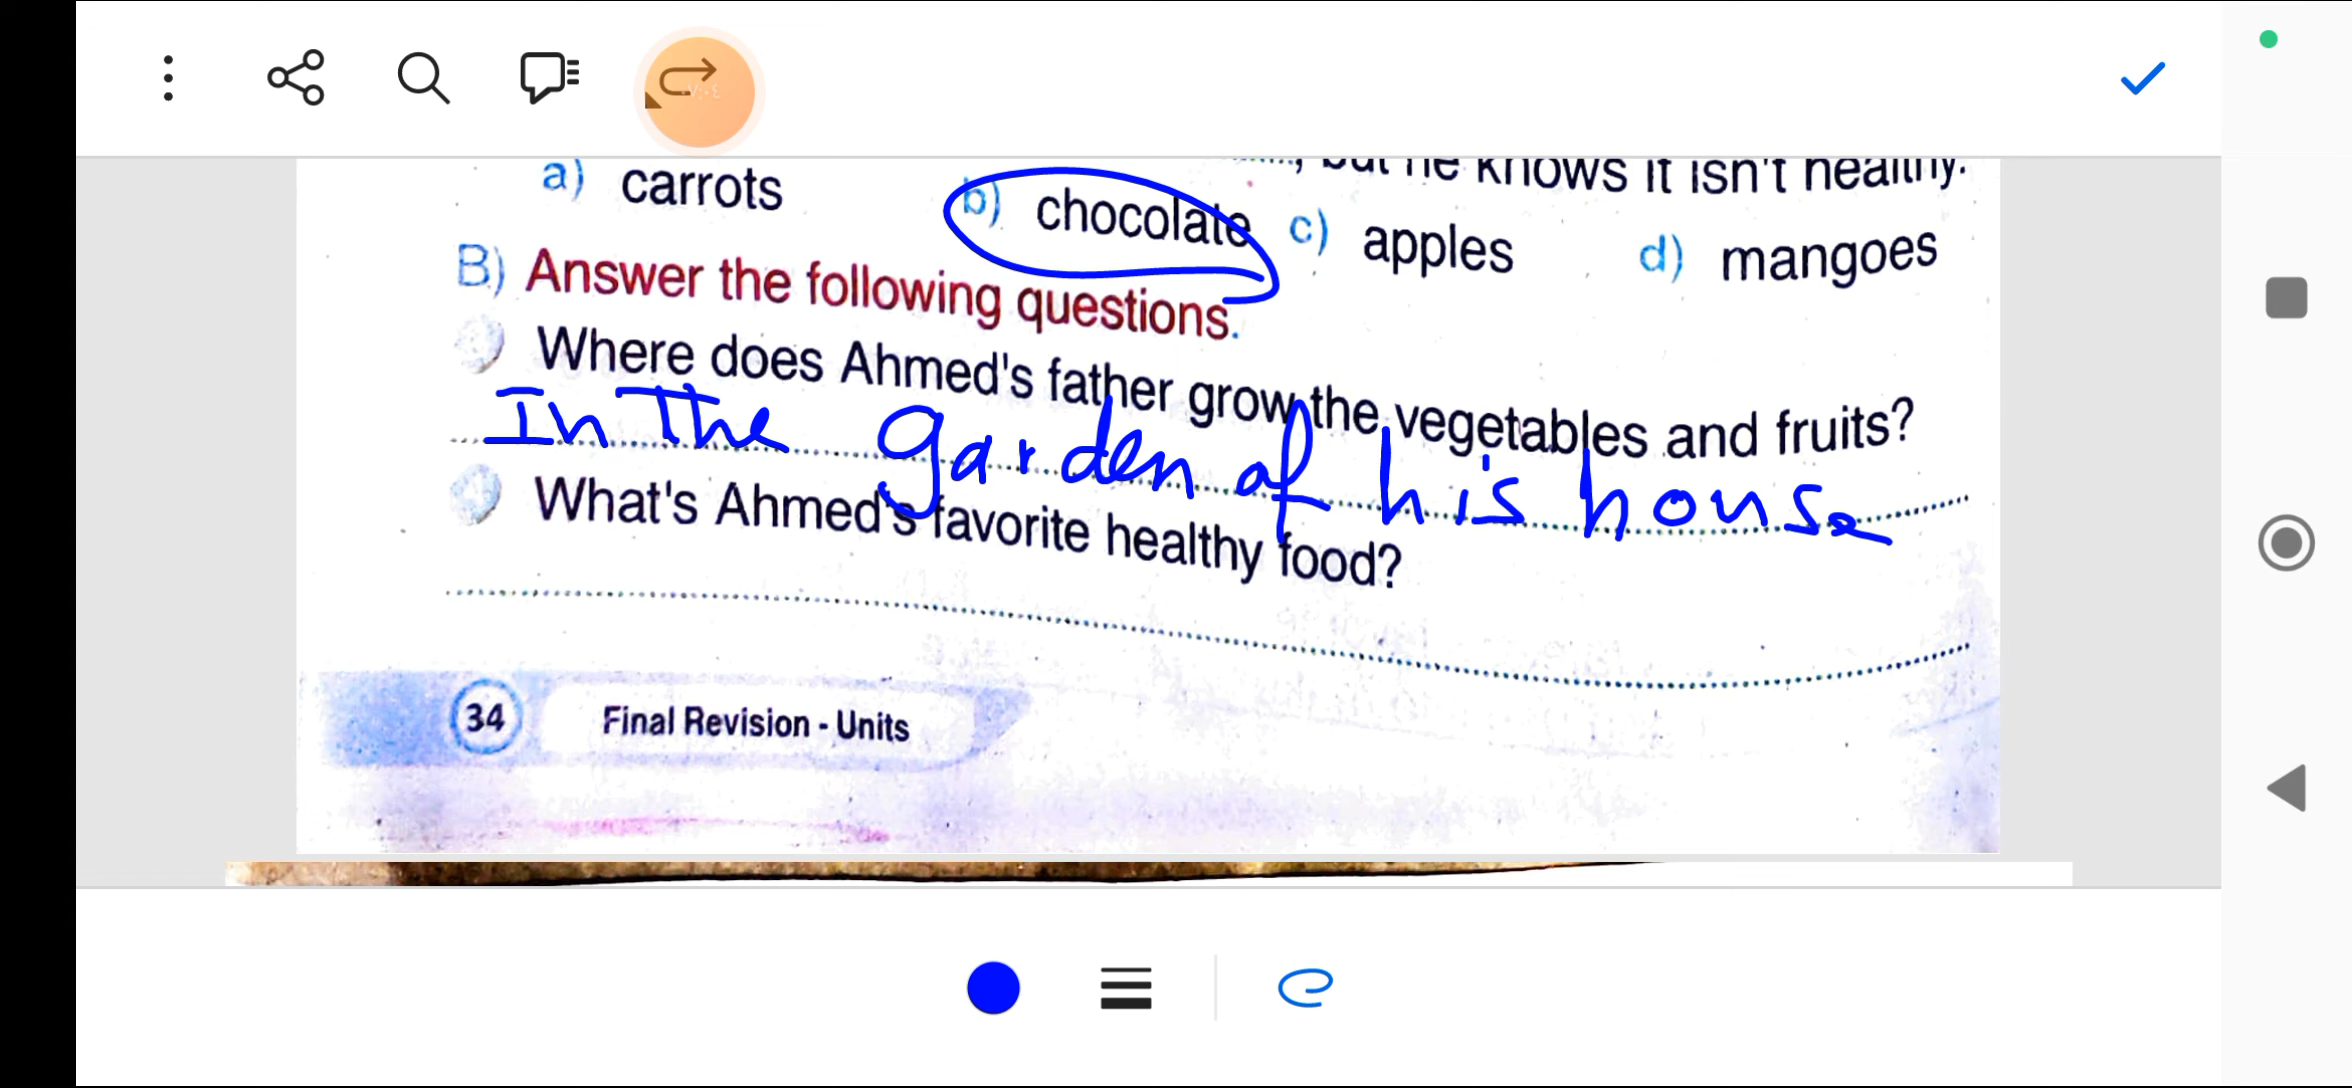 , but he knows it isn't healthy.
a) carrots b) chocolate c) apples d) mangoes
B) Answer the following questions.
Where does Ahmed's father grow the vegetables and fruits?
In The garden of his house
What's Ahmed's favorite healthy food?
34 Final Revision - Units